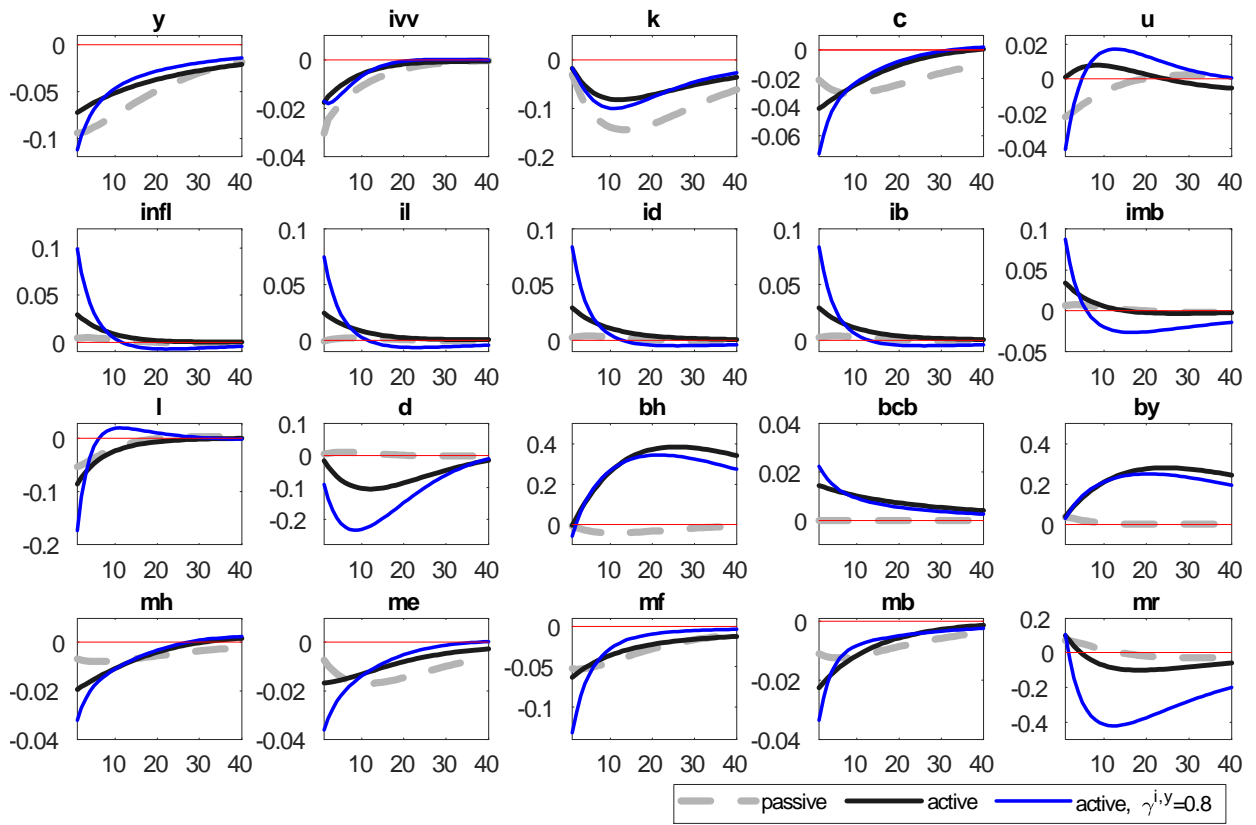 y ivv k c u
0 0 0 0 0.02
-0.05 -0.02 -0.1 -0.02 0
-0.1 -0.04 -0.2 -0.04 -0.02
-0.06 -0.04
10 20 30 40 10 20 30 40 10 20 30 40 10 20 30 40 10 20 30 40
infl il id ib imb
0.1 0.1 0.1 0.1 0.1
0.05 0.05 0.05 0.05 0.05
0 0 0 0 0
-0.05
10 20 30 40 10 20 30 40 10 20 30 40 10 20 30 40 10 20 30 40
l d bh bcb by
0 0.1 0.4 0.04 0.4
-0.1 0 0.2 0.02 0.2
-0.2 -0.1 0 0 0
-0.2
10 20 30 40 10 20 30 40 10 20 30 40 10 20 30 40 10 20 30 40
mh me mf mb mr
0 0 0 0 0.2
-0.02 -0.02 -0.05 -0.02 0
-0.04 -0.04 -0.1 -0.04 -0.2
-0.4
10 20 30 40 10 20 30 40 10 20 30 40 10 20 30 40 10 20 30 40
passive active active, γ^{i,y}=0.8